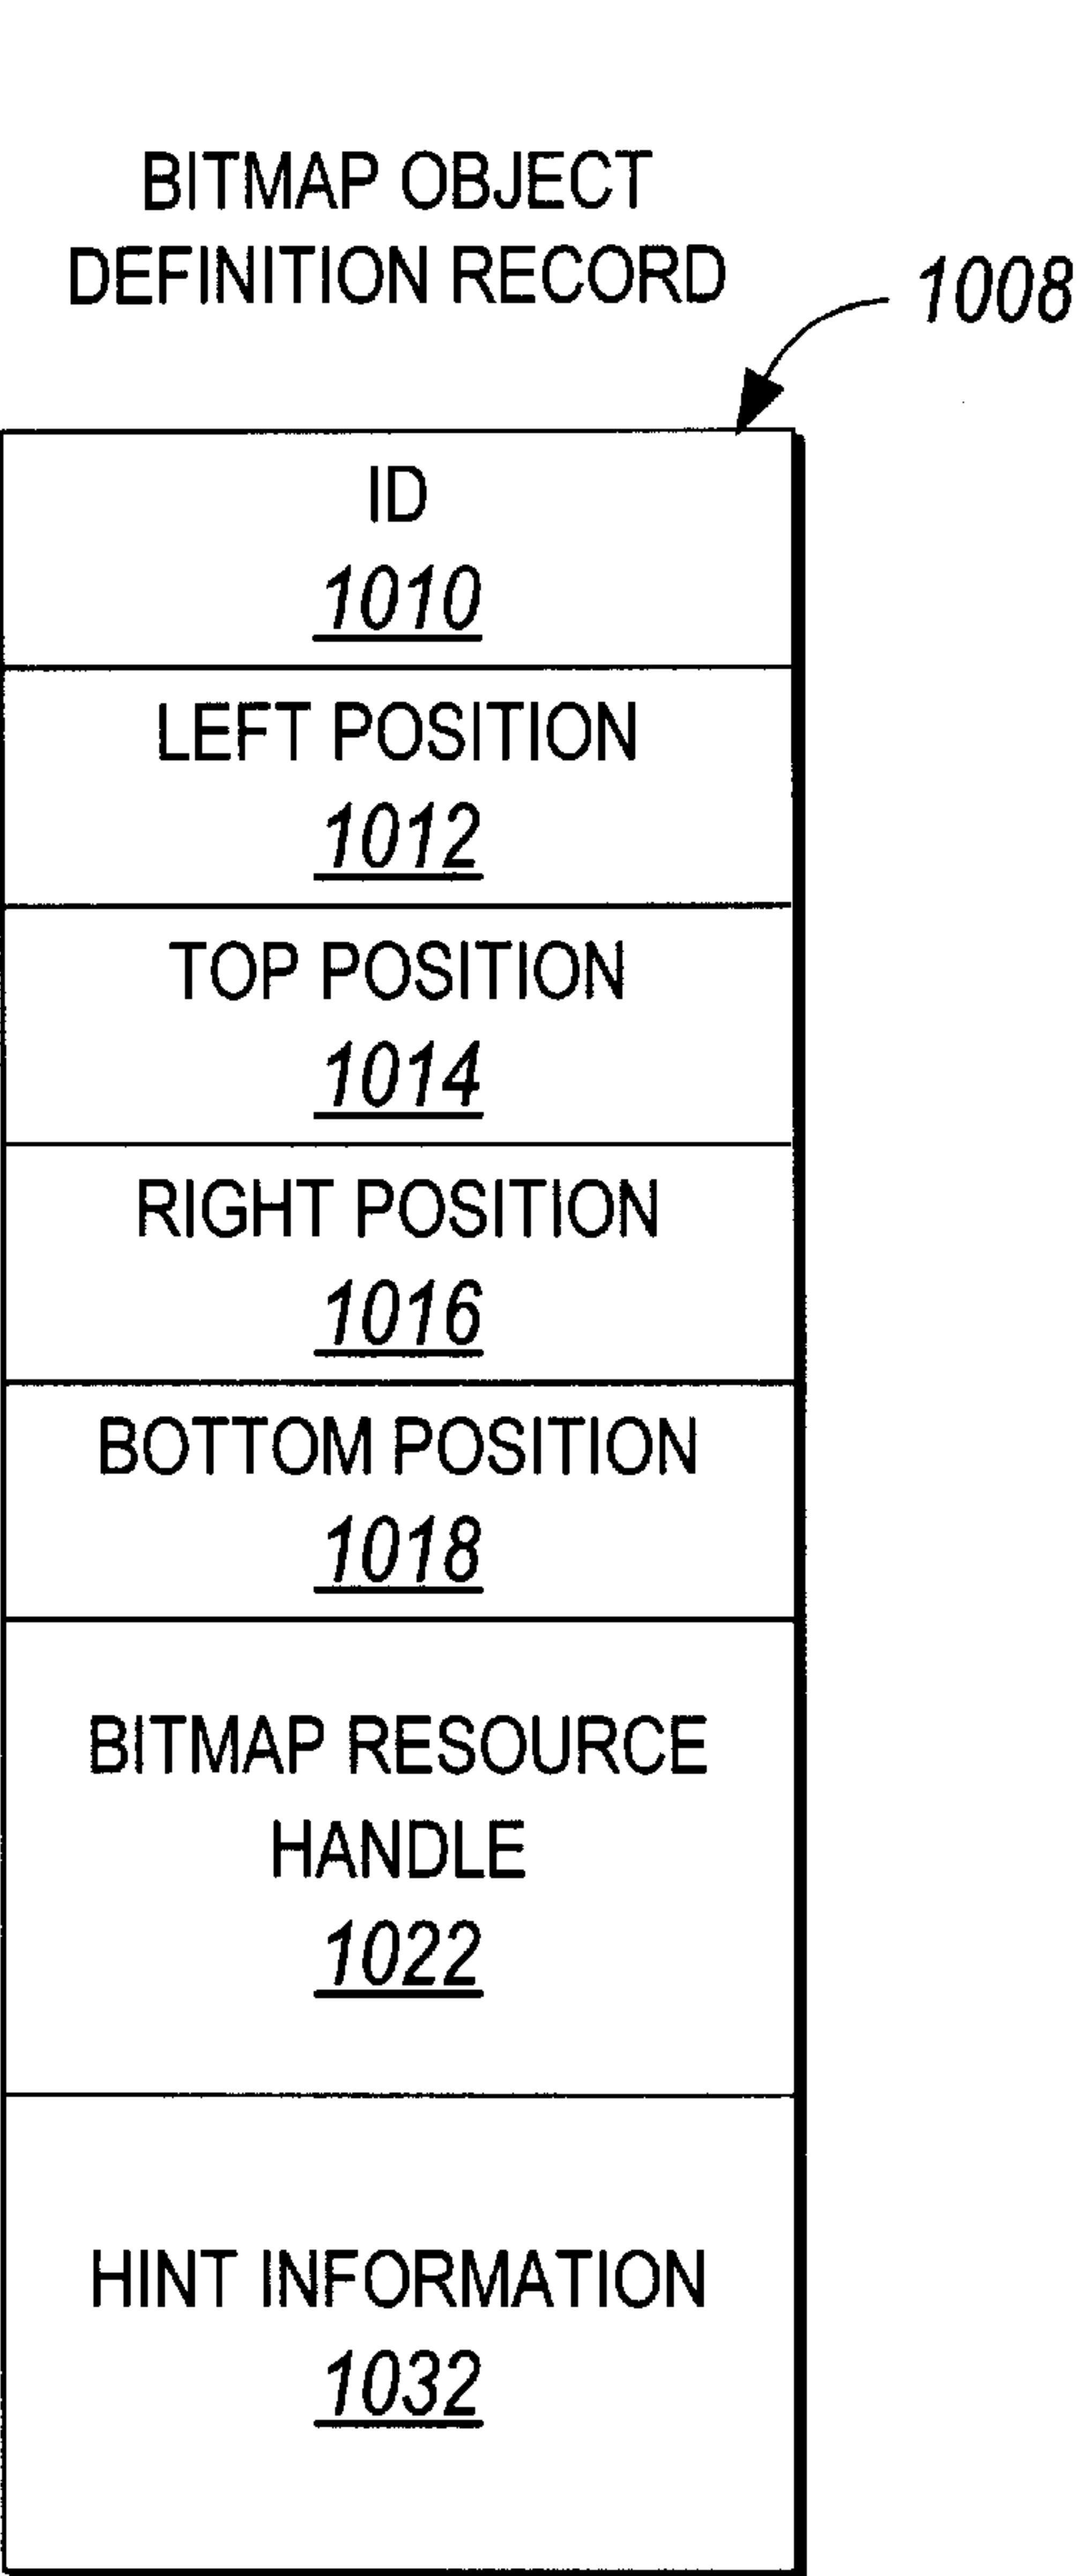 BITMAP OBJECT
DEFINITION RECORD
1008
ID
1010
LEFT POSITION
1012
TOP POSITION
1014
RIGHT POSITION
1016
BOTTOM POSITION
1018
BITMAP RESOURCE
HANDLE
1022
HINT INFORMATION
1032